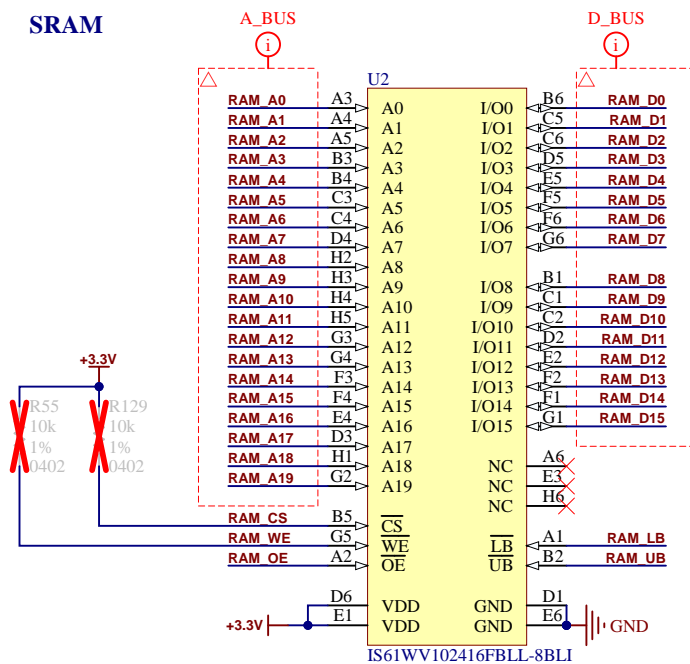 SRAM
A_BUS
D_BUS
i
i
U2
RAM_A0 A3 A0 I/O0 B6 RAM_D0
RAM_A1 A4 A1 I/O1 C5 RAM_D1
RAM_A2 A5 A2 I/O2 C6 RAM_D2
RAM_A3 B3 A3 I/O3 D5 RAM_D3
RAM_A4 B4 A4 I/O4 E5 RAM_D4
RAM_A5 C3 A5 I/O5 F5 RAM_D5
RAM_A6 C4 A6 I/O6 F6 RAM_D6
RAM_A7 D4 A7 I/O7 G6 RAM_D7
RAM_A8 H2 A8
RAM_A9 H3 A9 I/O8 B1 RAM_D8
RAM_A10 H4 A10 I/O9 C1 RAM_D9
RAM_A11 H5 A11 I/O10 C2 RAM_D10
RAM_A12 G3 A12 I/O11 D2 RAM_D11
RAM_A13 G4 A13 I/O12 E2 RAM_D12
RAM_A14 F3 A14 I/O13 F2 RAM_D13
RAM_A15 F4 A15 I/O14 F1 RAM_D14
RAM_A16 E4 A16 I/O15 G1 RAM_D15
RAM_A17 D3 A17
RAM_A18 H1 A18 NC A6
RAM_A19 G2 A19 NC E3
NC H6
+3.3V
R55 R129
10k 10k
1% 1%
0402 0402
RAM_CS B5 CS
RAM_WE G5 WE LB A1 RAM_LB
RAM_OE A2 OE UB B2 RAM_UB
D6 VDD GND D1
+3.3V E1 VDD GND E6 GND
IS61WV102416FBLL-8BLI